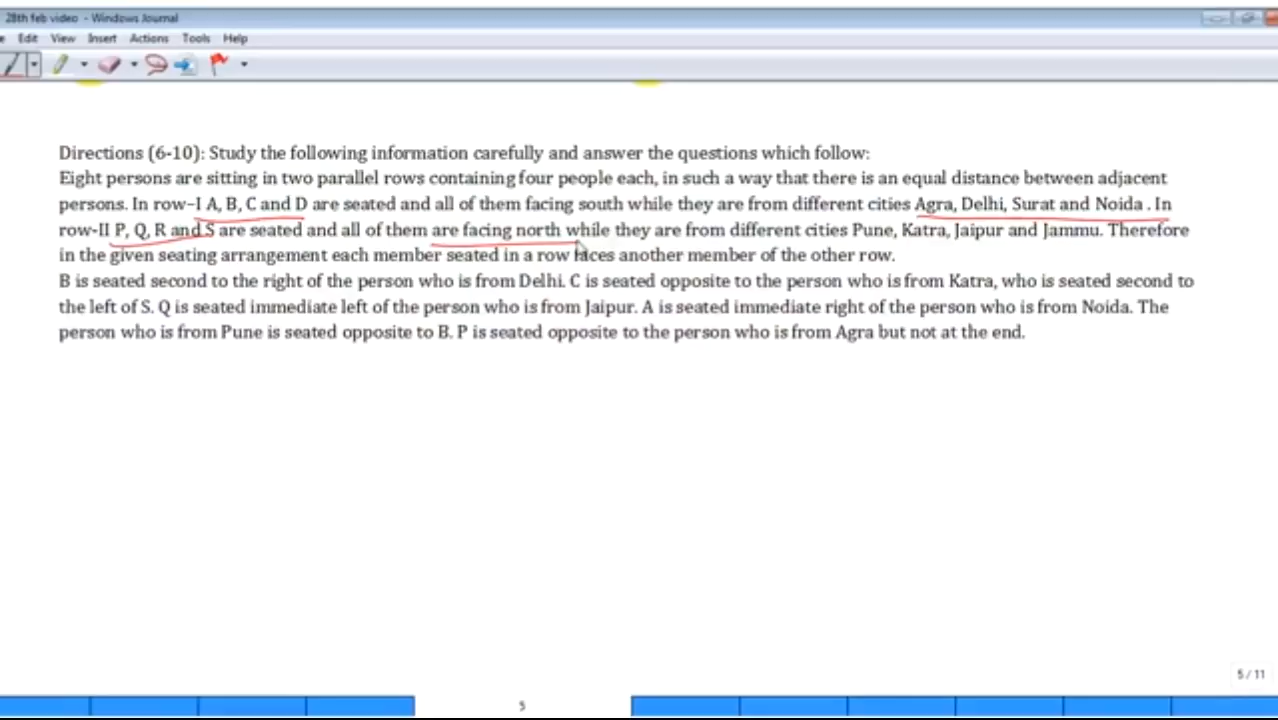 28th feb video - Windows Journal
Edit View Insert Actions Tools Help
Directions (6-10): Study the following information carefully and answer the questions which follow:
Eight persons are sitting in two parallel rows containing four people each, in such a way that there is an equal distance between adjacent
persons. In row-I A, B, C and D are seated and all of them facing south while they are from different cities Agra, Delhi, Surat and Noida . In
row-II P, Q, R and S are seated and all of them are facing north while they are from different cities Pune, Katra, Jaipur and Jammu. Therefore
in the given seating arrangement each member seated in a row faces another member of the other row.
B is seated second to the right of the person who is from Delhi. C is seated opposite to the person who is from Katra, who is seated second to
the left of S. Q is seated immediate left of the person who is from Jaipur. A is seated immediate right of the person who is from Noida. The
person who is from Pune is seated opposite to B. P is seated opposite to the person who is from Agra but not at the end.
5 / 11
5